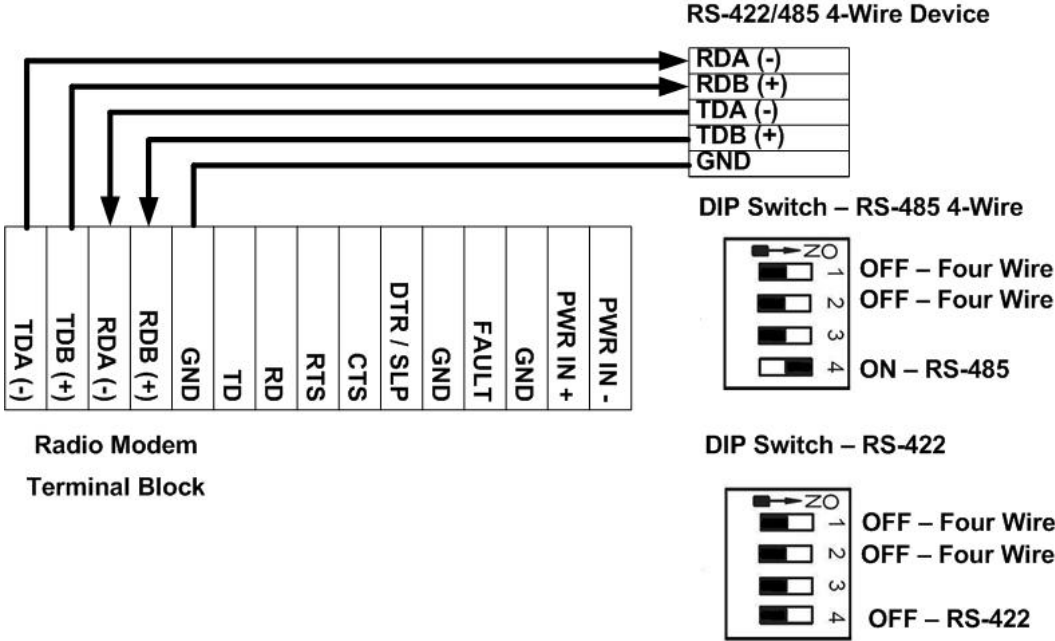 RS-422/485 4-Wire Device
RDA (-)
RDB (+)
TDA (-)
TDB (+)
GND
TDA (-)
TDB (+)
RDA (-)
RDB (+)
GND
TD
RD
RTS
CTS
DTR / SLP
GND
FAULT
GND
PWR IN +
PWR IN -
Radio Modem
Terminal Block
DIP Switch – RS-485 4-Wire
ON
1 OFF – Four Wire
2 OFF – Four Wire
3
4 ON – RS-485
DIP Switch – RS-422
ON
1 OFF – Four Wire
2 OFF – Four Wire
3
4 OFF – RS-422